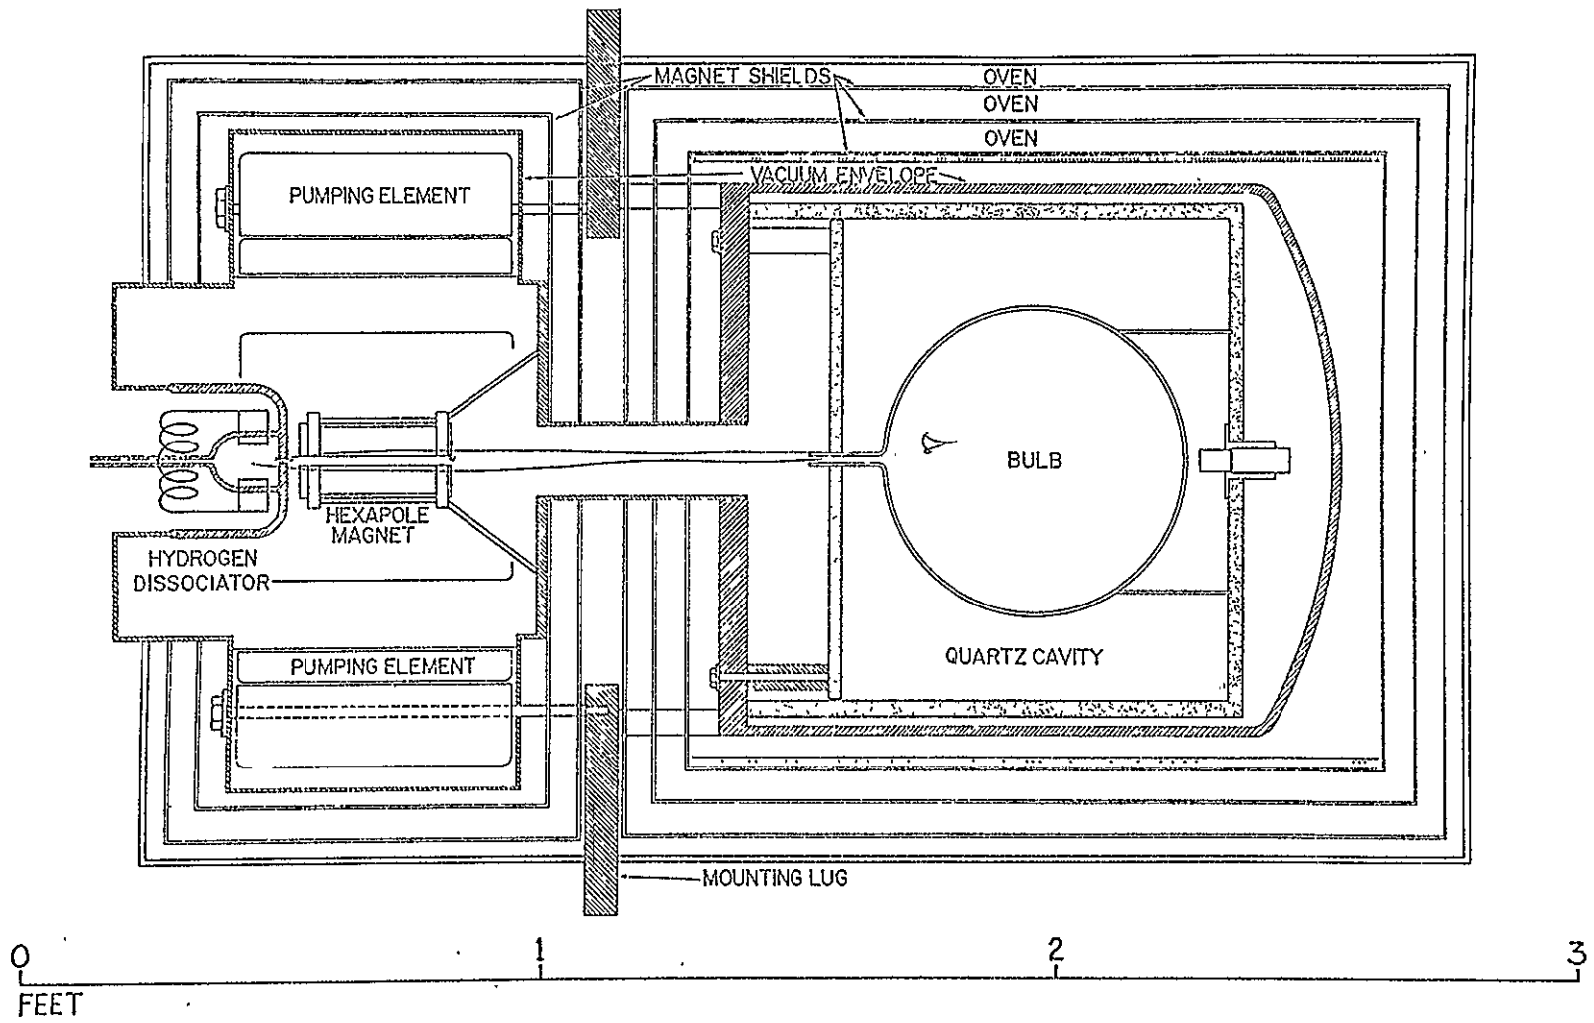 MAGNET SHIELDS
OVEN
OVEN
OVEN
VACUUM ENVELOPE
PUMPING ELEMENT
BULB
HEXAPOLE
MAGNET
HYDROGEN
DISSOCIATOR
PUMPING ELEMENT
QUARTZ CAVITY
MOUNTING LUG
0 1 2 3
FEET